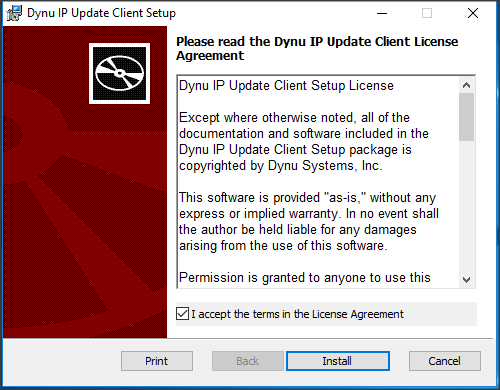 Dynu IP Update Client Setup
Please read the Dynu IP Update Client License
Agreement
Dynu IP Update Client Setup License
Except where otherwise noted, all of the
documentation and software included in the
Dynu IP Update Client Setup package is
copyrighted by Dynu Systems, Inc.
This software is provided "as-is," without any
express or implied warranty. In no event shall
the author be held liable for any damages
arising from the use of this software.
Permission is granted to anyone to use this
I accept the terms in the License Agreement
Print
Back
Install
Cancel